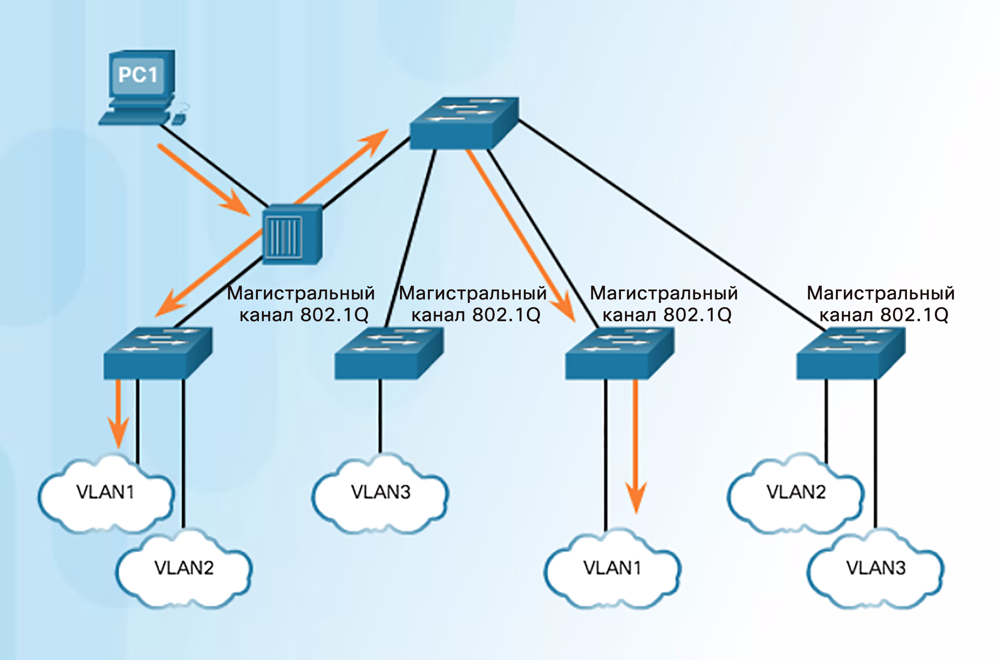 PC1
Магистральный
канал 802.1Q
Магистральный
канал 802.1Q
Магистральный
канал 802.1Q
Магистральный
канал 802.1Q
VLAN1
VLAN3
VLAN2
VLAN2
VLAN1
VLAN3